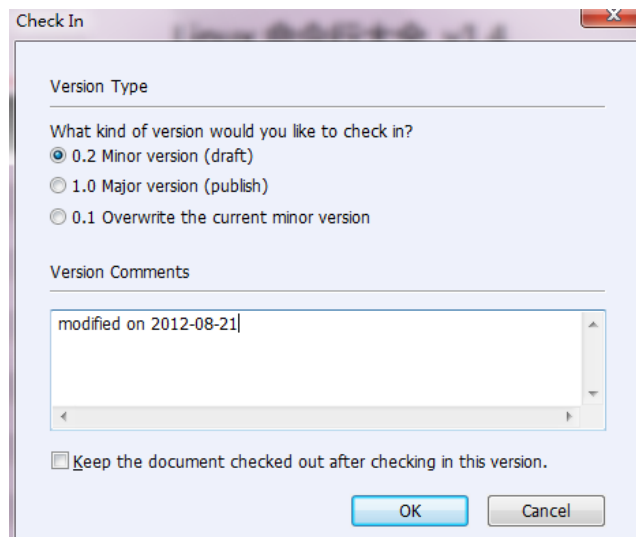 Check In
Version Type
What kind of version would you like to check in?
0.2 Minor version (draft)
1.0 Major version (publish)
0.1 Overwrite the current minor version
Version Comments
modified on 2012-08-21
Keep the document checked out after checking in this version.
OK
Cancel